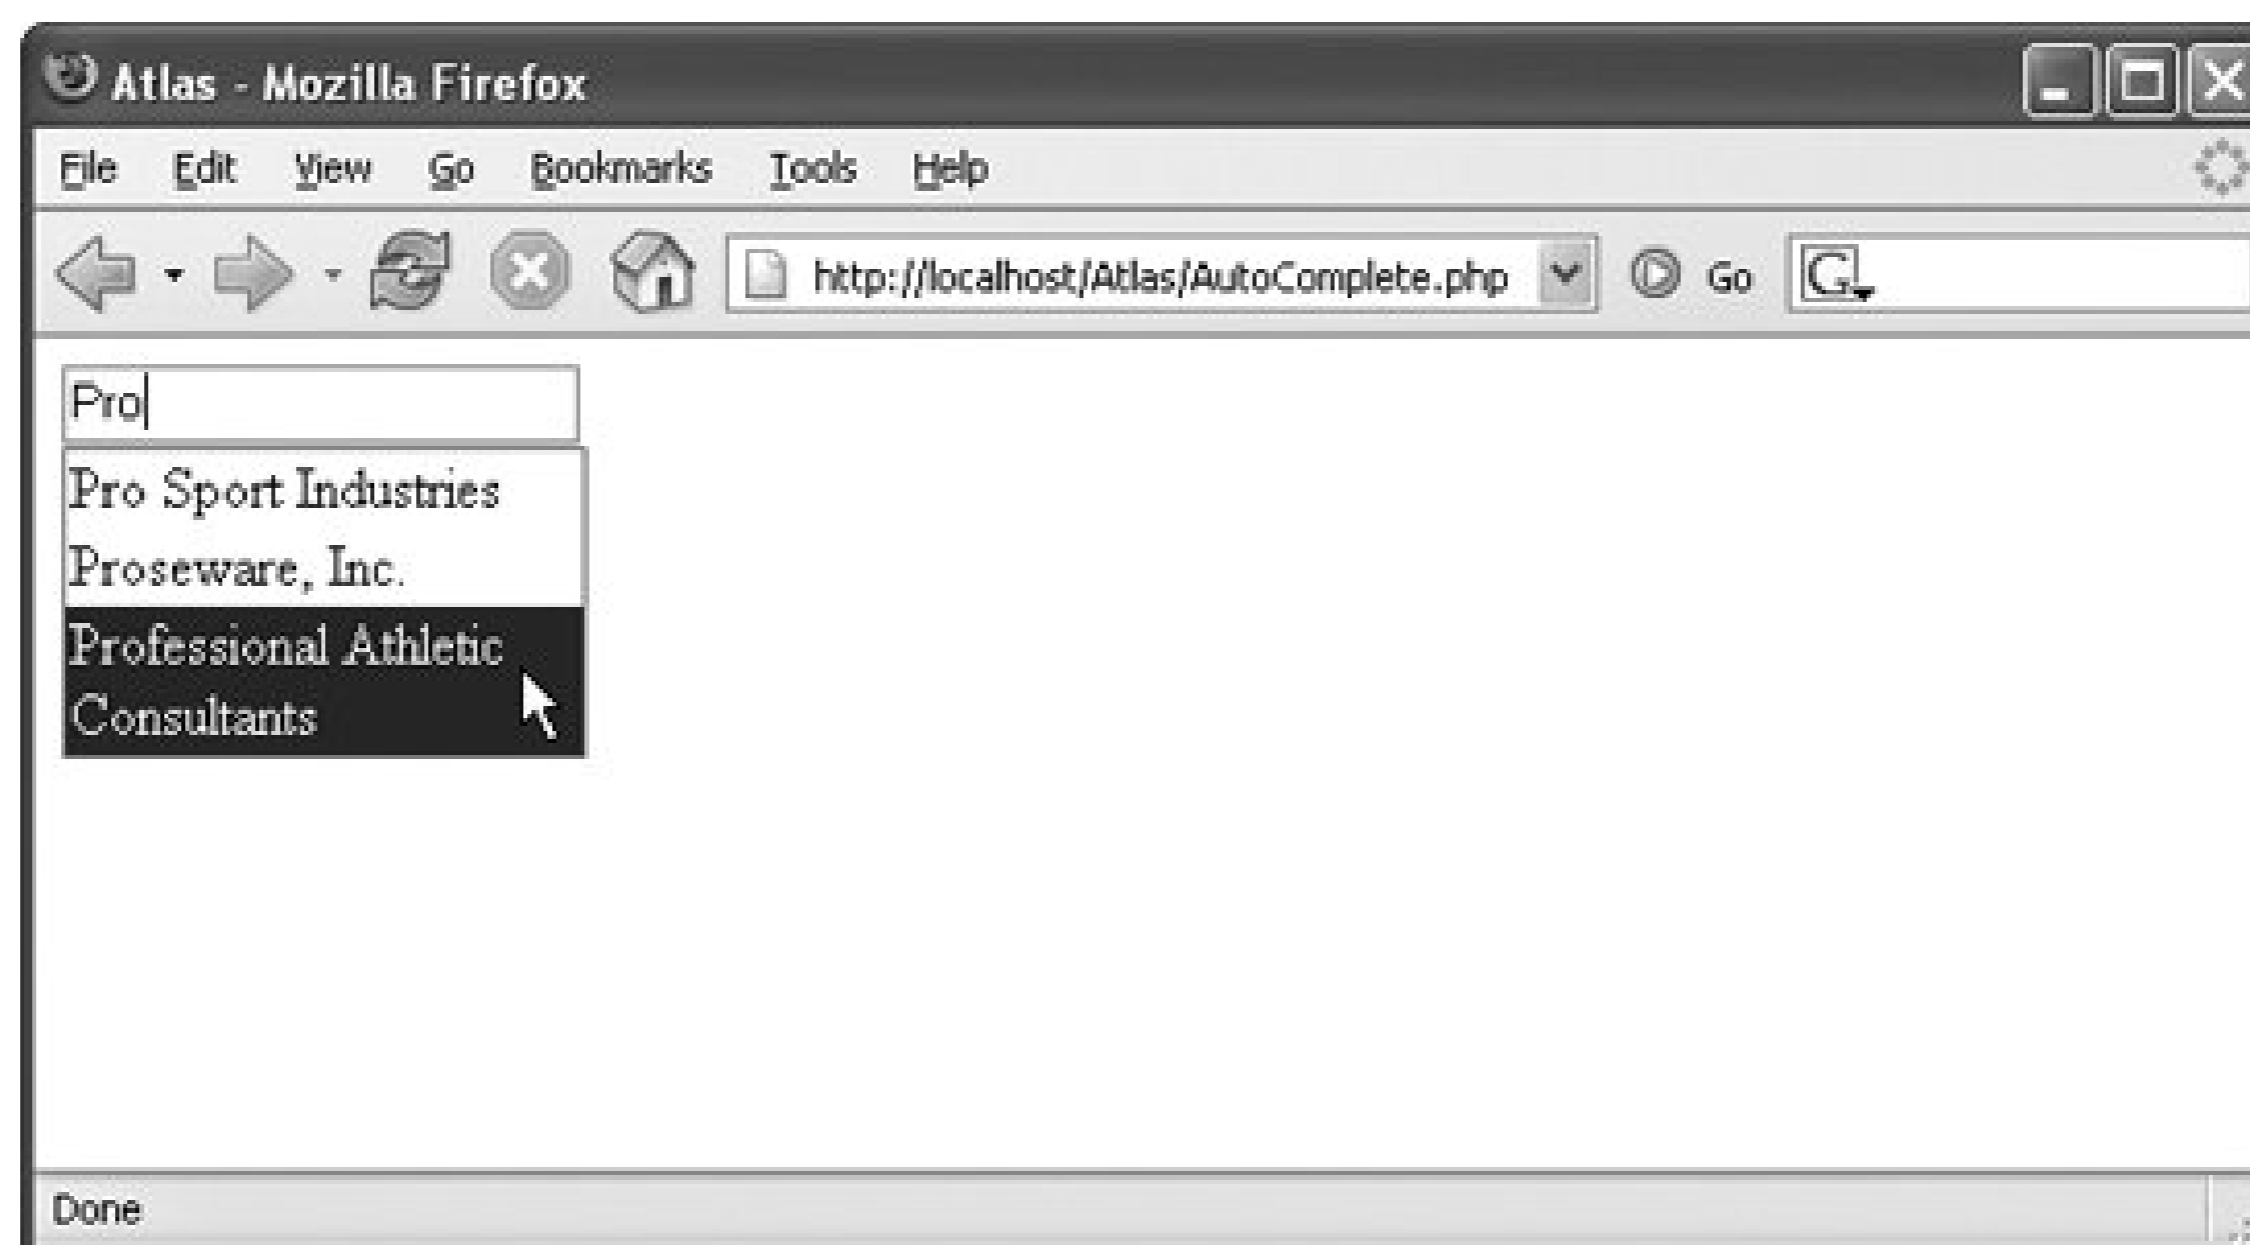 Atlas - Mozilla Firefox
File Edit View Go Bookmarks Tools Help
http://localhost/Atlas/AutoComplete.php Go G
Pro
Pro Sport Industries
Proseware, Inc.
Professional Athletic
Consultants
Done